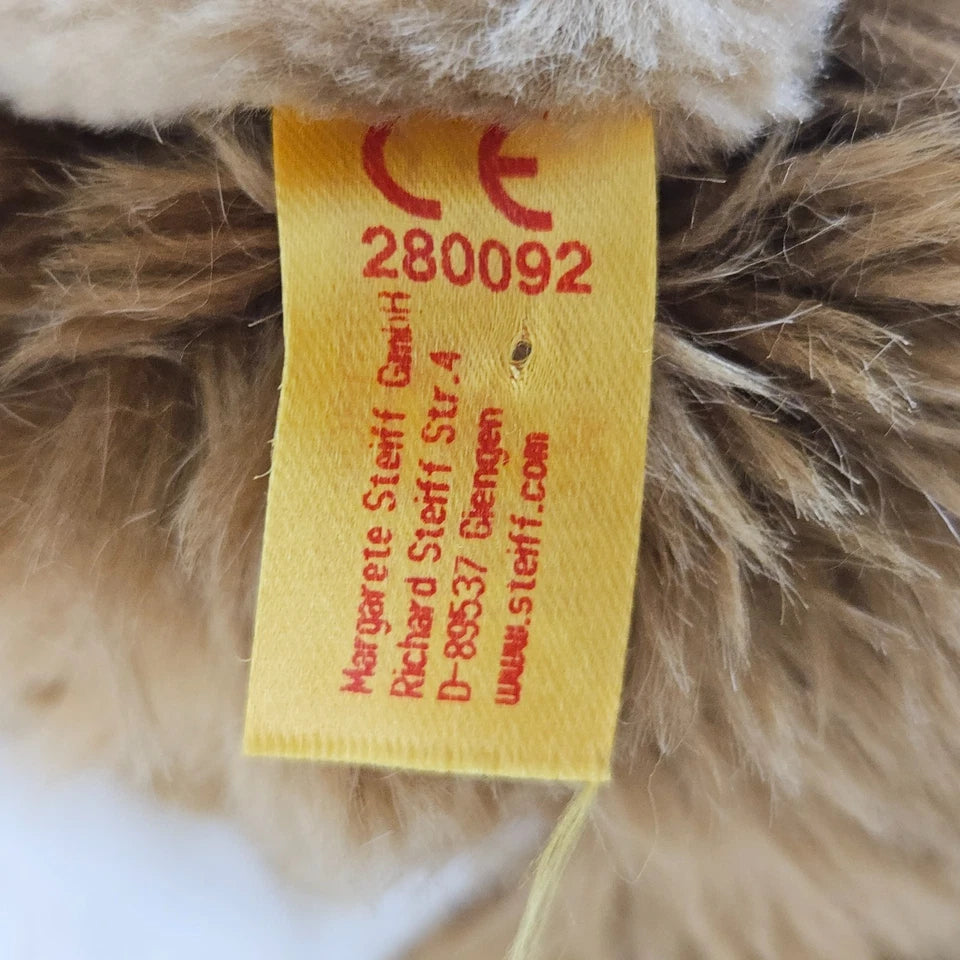 CE
280092
Margarete Steiff GmbH
Richard Steiff Str.4
D-89537 Giengen
www.steiff.com